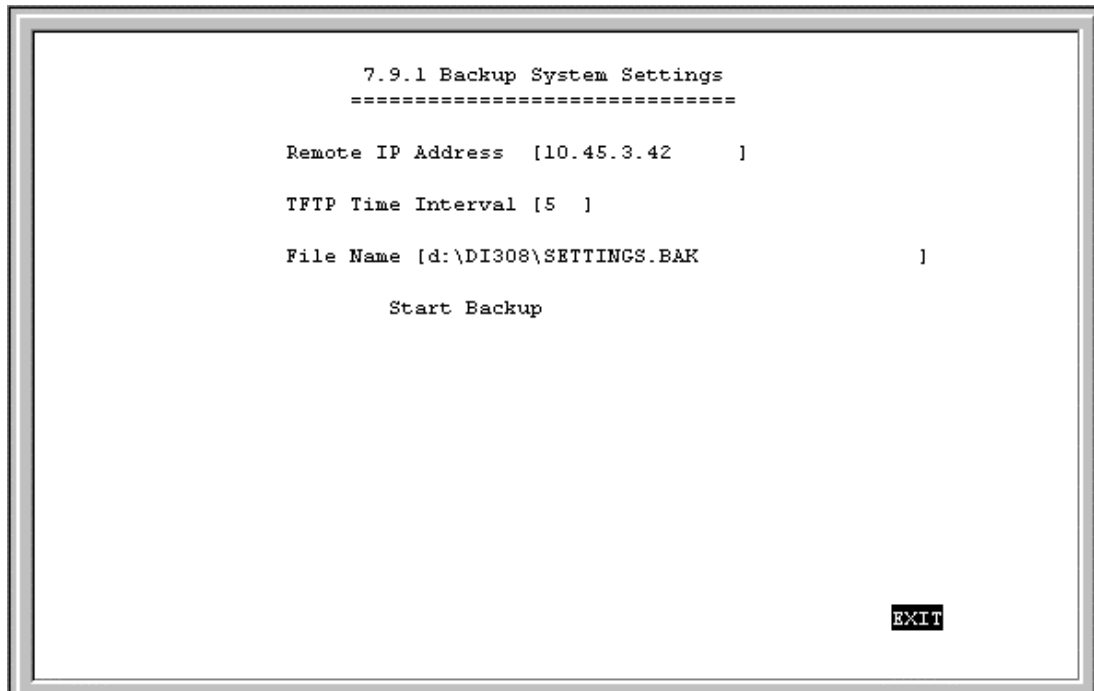 7.9.1 Backup System Settings
==============================
Remote IP Address [10.45.3.42 ]
TFTP Time Interval [5 ]
File Name [d:\DI308\SETTINGS.BAK ]
Start Backup
EXIT